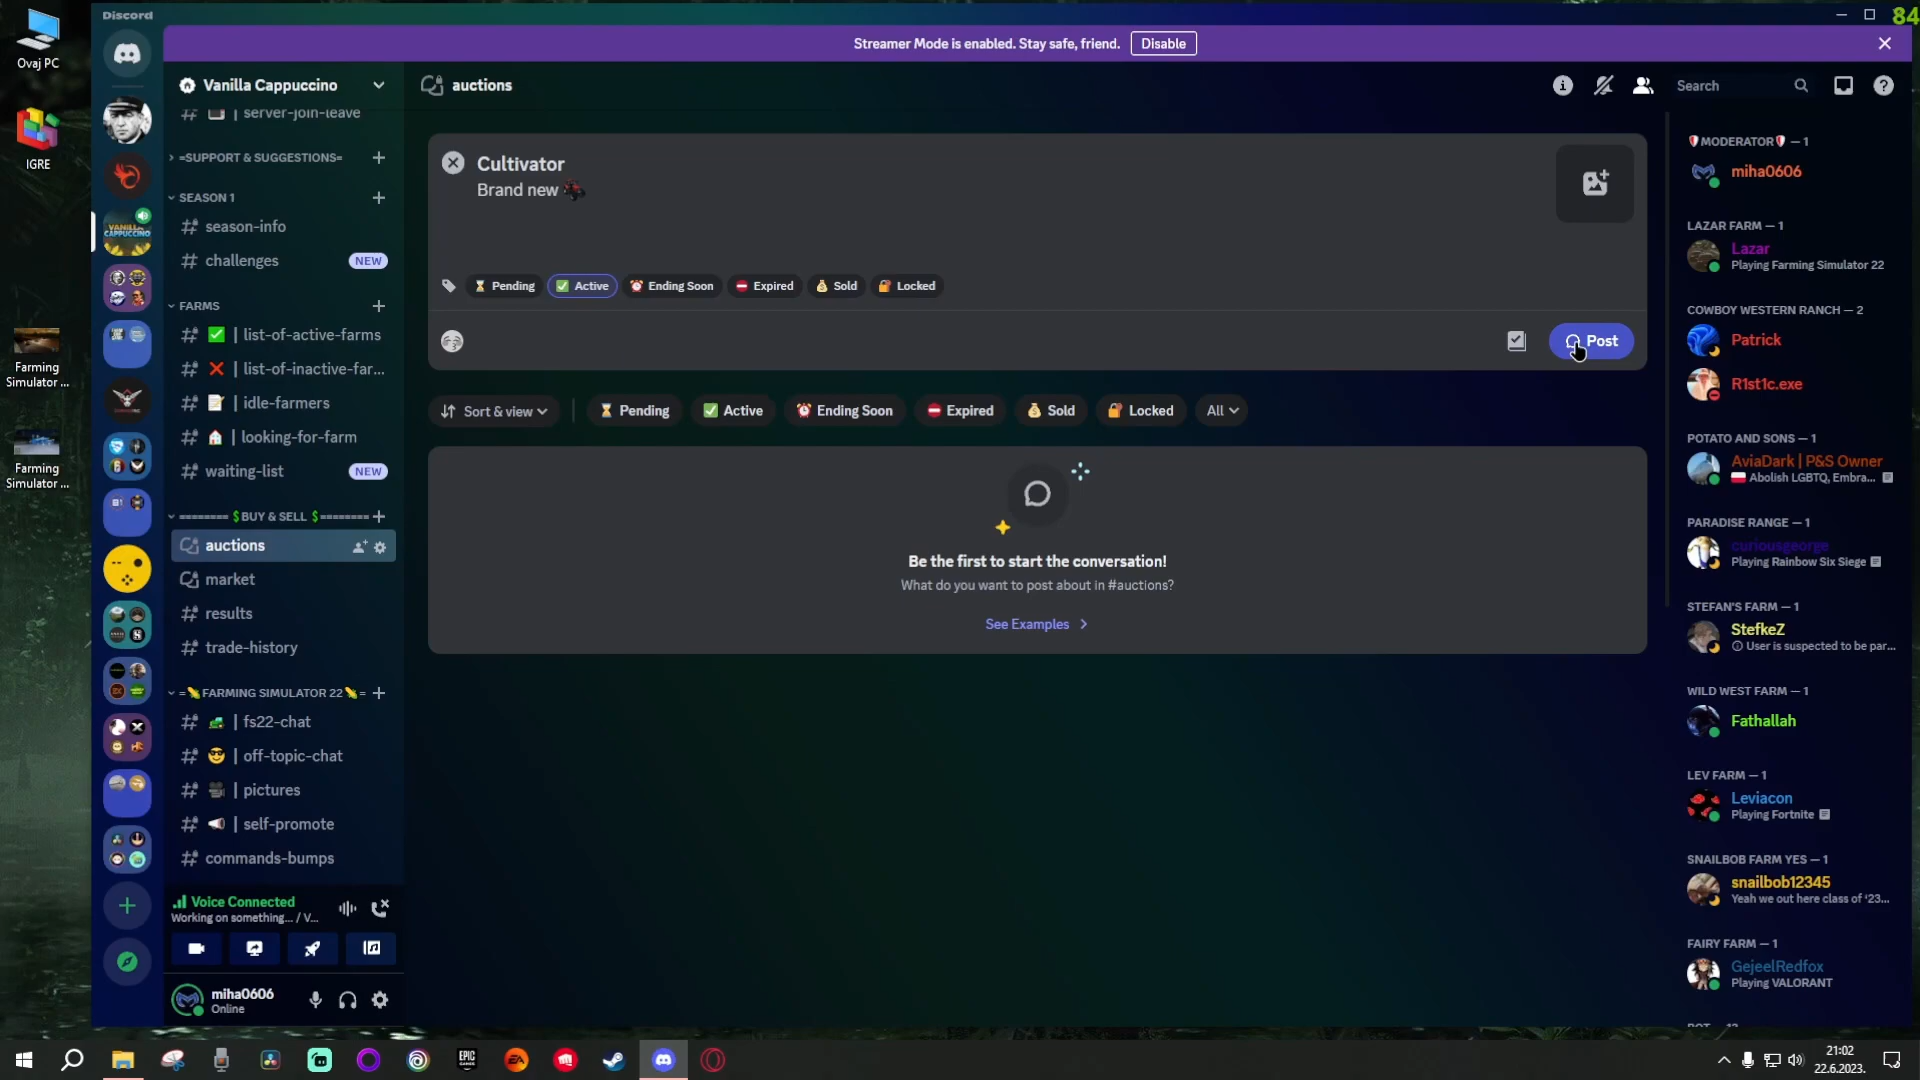 Ovaj PC
IGRE
Farming
Simulator ...
Farming
Simulator ...
Discord
84
Streamer Mode is enabled. Stay safe, friend.
Disable
Vanilla Cappuccino
| server-join-leave
=SUPPORT & SUGGESTIONS=
SEASON 1
season-info
challenges
NEW
FARMS
| list-of-active-farms
| list-of-inactive-far...
| idle-farmers
| looking-for-farm
waiting-list
NEW
======== $BUY & SELL $========
auctions
market
results
trade-history
=🌽FARMING SIMULATOR 22🌽=
| fs22-chat
| off-topic-chat
| pictures
| self-promote
commands-bumps
Voice Connected
Working on something... / V...
miha0606
Online
auctions
Search
Cultivator
Brand new
Pending
Active
Ending Soon
Expired
Sold
Locked
Post
Sort & view
Pending
Active
Ending Soon
Expired
Sold
Locked
All
Be the first to start the conversation!
What do you want to post about in #auctions?
See Examples
MODERATOR — 1
miha0606
LAZAR FARM — 1
Lazar
Playing Farming Simulator 22
COWBOY WESTERN RANCH — 2
Patrick
R1st1c.exe
POTATO AND SONS — 1
AviaDark | P&S Owner
Abolish LGBTQ, Embra...
PARADISE RANGE — 1
curiousgeorge
Playing Rainbow Six Siege
STEFAN'S FARM — 1
StefkeZ
User is suspected to be par...
WILD WEST FARM — 1
Fathallah
LEV FARM — 1
Leviacon
Playing Fortnite
SNAILBOB FARM YES — 1
snailbob12345
Yeah we out here class of '23...
FAIRY FARM — 1
GejeelRedfox
Playing VALORANT
21:02
22.6.2023.